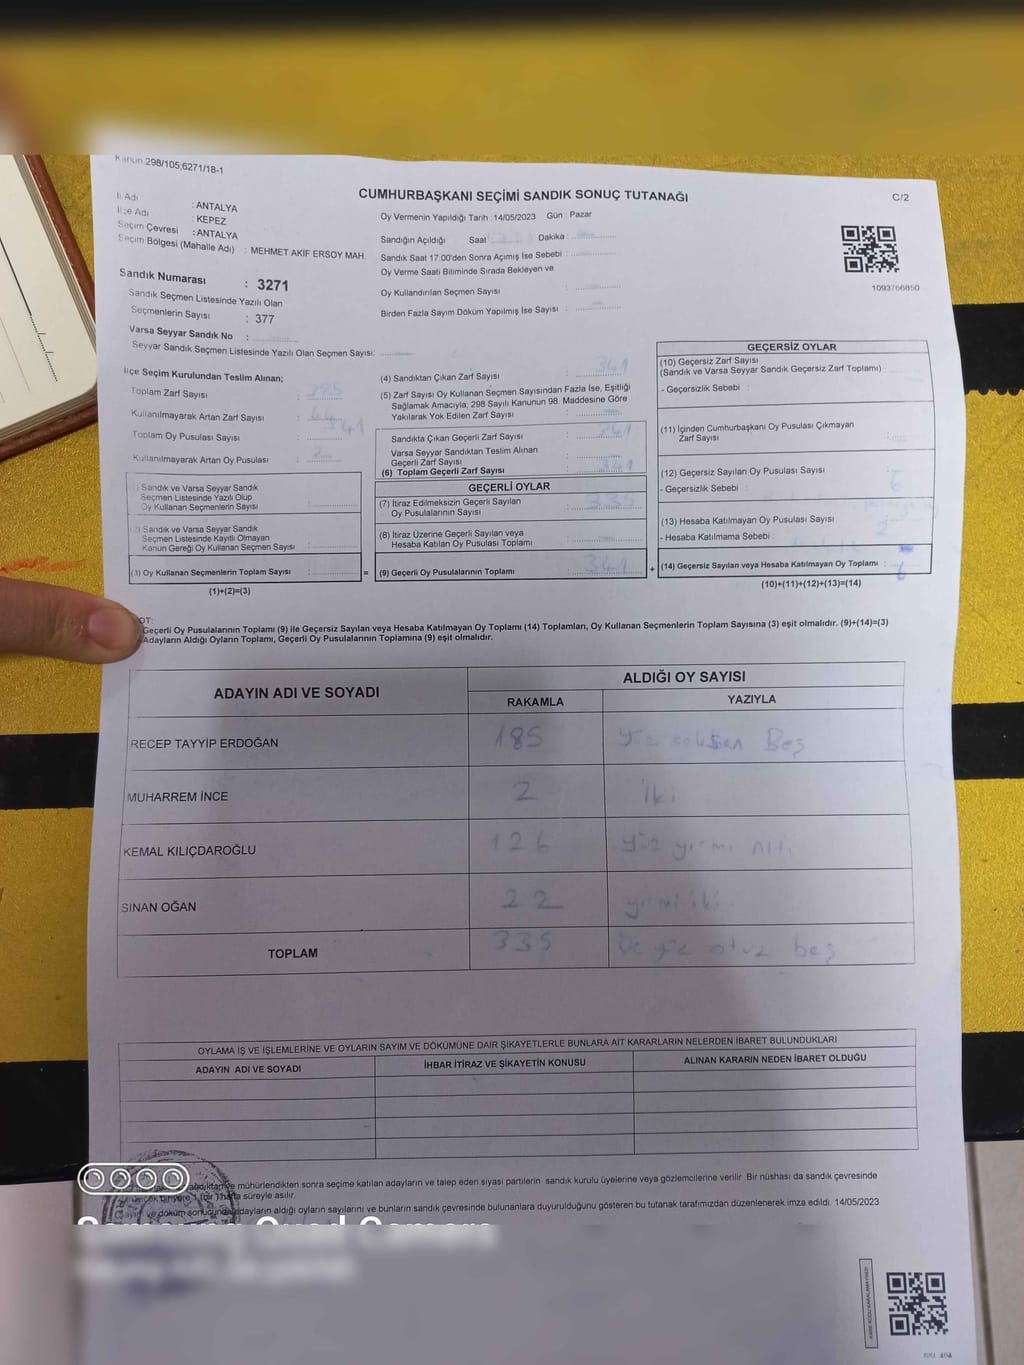 Kanun 298/105,6271/18-1
CUMHURBAŞKANI SEÇİMİ SANDIK SONUÇ TUTANAĞI
C/2
İl Adı : ANTALYA
İlçe Adı : KEPEZ
Seçim Çevresi : ANTALYA
Seçim Bölgesi (Mahalle Adı) : MEHMET AKİF ERSOY MAH.
Oy Vermenin Yapıldığı Tarih : 14/05/2023 Gün : Pazar
Sandığın Açıldığı Saat Dakika :
Sandık Saat 17.00'den Sonra Açımış İse Sebebi :
Oy Verme Saati Bitiminde Sırada Bekleyen ve
Oy Kullandırılan Seçmen Sayısı :
Birden Fazla Sayım Döküm Yapılmış İse Sayısı :
1093766850
Sandık Numarası : 3271
Sandık Seçmen Listesinde Yazılı Olan
Seçmenlerin Sayısı : 377
Varsa Seyyar Sandık No :
Seyyar Sandık Seçmen Listesinde Yazılı Olan Seçmen Sayısı:
İlçe Seçim Kurulundan Teslim Alınan;
Toplam Zarf Sayısı :
Kullanılmayarak Artan Zarf Sayısı :
Toplam Oy Pusulası Sayısı : 341
Kullanılmayarak Artan Oy Pusulası :
Sandık ve Varsa Seyyar Sandık
Seçmen Listesinde Yazılı Olup
Oy Kullanan Seçmenlerin Sayısı :
Sandık ve Varsa Seyyar Sandık
Seçmen Listesinde Kayıtlı Olmayan
Kanun Gereği Oy Kullanan Seçmen Sayısı :
(3) Oy Kullanan Seçmenlerin Toplam Sayısı : =
(1)+(2)=(3)
(4) Sandıktan Çıkan Zarf Sayısı : 341
(5) Zarf Sayısı Oy Kullanan Seçmen Sayısından Fazla İse, Eşitliği
Sağlamak Amacıyla; 298 Sayılı Kanunun 98. Maddesine Göre
Yakılarak Yok Edilen Zarf Sayısı :
Sandıkta Çıkan Geçerli Zarf Sayısı : 341
Varsa Seyyar Sandıktan Teslim Alınan
Geçerli Zarf Sayısı :
(6) Toplam Geçerli Zarf Sayısı : 341
GEÇERLİ OYLAR
(7) İtiraz Edilmeksizin Geçerli Sayılan
Oy Pusulalarının Sayısı : 335
(8) İtiraz Üzerine Geçerli Sayılan veya
Hesaba Katılan Oy Pusulası Toplamı :
(9) Geçerli Oy Pusulalarının Toplamı : 341 +
GEÇERSİZ OYLAR
(10) Geçersiz Zarf Sayısı
(Sandık ve Varsa Seyyar Sandık Geçersiz Zarf Toplamı) :
- Geçersizlik Sebebi :
(11) İçinden Cumhurbaşkanı Oy Pusulası Çıkmayan
Zarf Sayısı :
(12) Geçersiz Sayılan Oy Pusulası Sayısı : 6
- Geçersizlik Sebebi :
(13) Hesaba Katılmayan Oy Pusulası Sayısı :
- Hesaba Katılmama Sebebi :
(14) Geçersiz Sayılan veya Hesaba Katılmayan Oy Toplamı : 6
(10)+(11)+(12)+(13)=(14)
OT:
Geçerli Oy Pusulalarının Toplamı (9) ile Geçersiz Sayılan veya Hesaba Katılmayan Oy Toplamı (14) Toplamları, Oy Kullanan Seçmenlerin Toplam Sayısına (3) eşit olmalıdır. (9)+(14)=(3)
Adayların Aldığı Oyların Toplamı, Geçerli Oy Pusulalarının Toplamına (9) eşit olmalıdır.
ADAYIN ADI VE SOYADI
ALDIĞI OY SAYISI
RAKAMLA YAZIYLA
RECEP TAYYİP ERDOĞAN 185 yüz seksan Beş
MUHARREM İNCE 2 İki
KEMAL KILIÇDAROĞLU 126 yüz yirmi Altı
SİNAN OĞAN 22 yirmi iki
TOPLAM 335 üç yüz otuz beş
OYLAMA İŞ VE İŞLEMLERİNE VE OYLARIN SAYIM VE DÖKÜMÜNE DAİR ŞİKAYETLERLE BUNLARA AİT KARARLARIN NELERDEN İBARET BULUNDUKLARI
ADAYIN ADI VE SOYADI İHBAR İTİRAZ VE ŞİKAYETİN KONUSU ALINAN KARARIN NEDEN İBARET OLDUĞU
mühürlendikten sonra seçime katılan adayların ve talep eden siyasi partilerin sandık kurulu üyelerine veya gözlemcilerine verilir. Bir nüshası da sandık çevresinde
1 (bir) hafta süreyle asılır.
ve döküm sonucunda adayların aldığı oyların sayılarını ve bunların sandık çevresinde bulunanlara duyurulduğunu gösteren bu tutanak tarafımızdan düzenlenerek imza edildi. 14/05/2023
Samsung Quad Camera